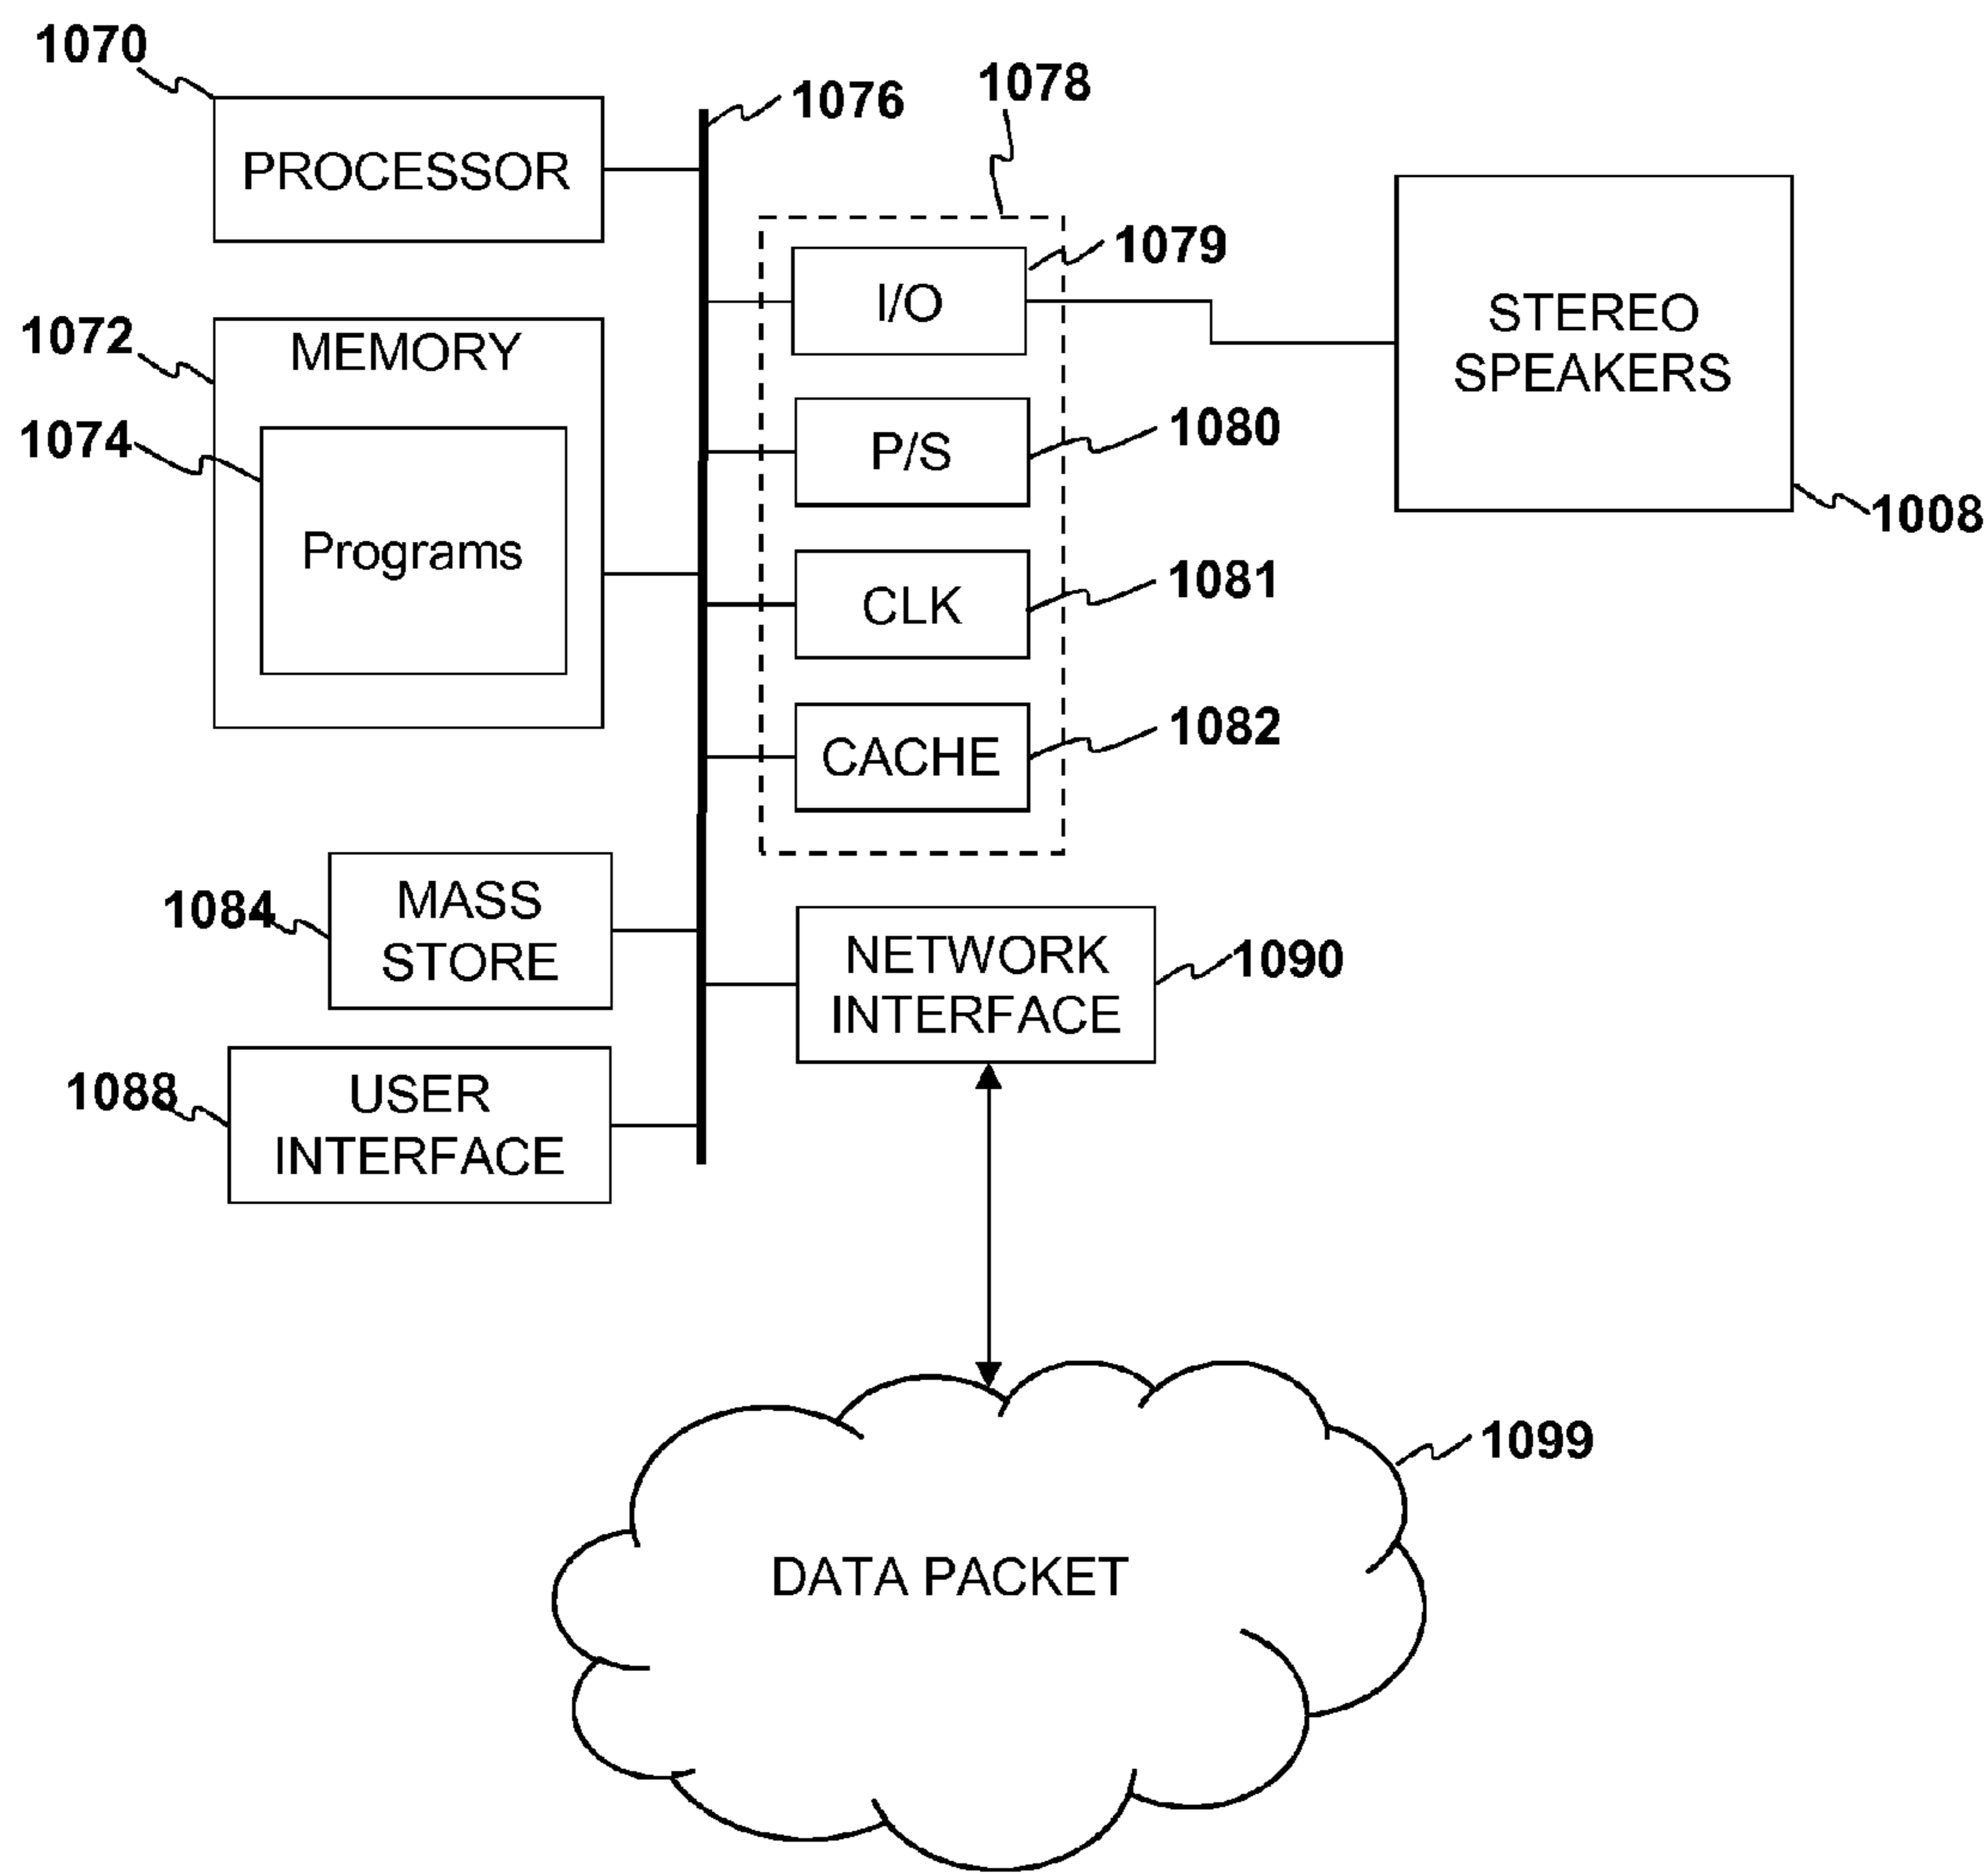 1070
PROCESSOR
1076
1078
1079
I/O
STEREO
SPEAKERS
1008
1072
MEMORY
1074
Programs
P/S
1080
CLK
1081
CACHE
1082
1084
MASS
STORE
NETWORK
INTERFACE
1090
1088
USER
INTERFACE
1099
DATA PACKET